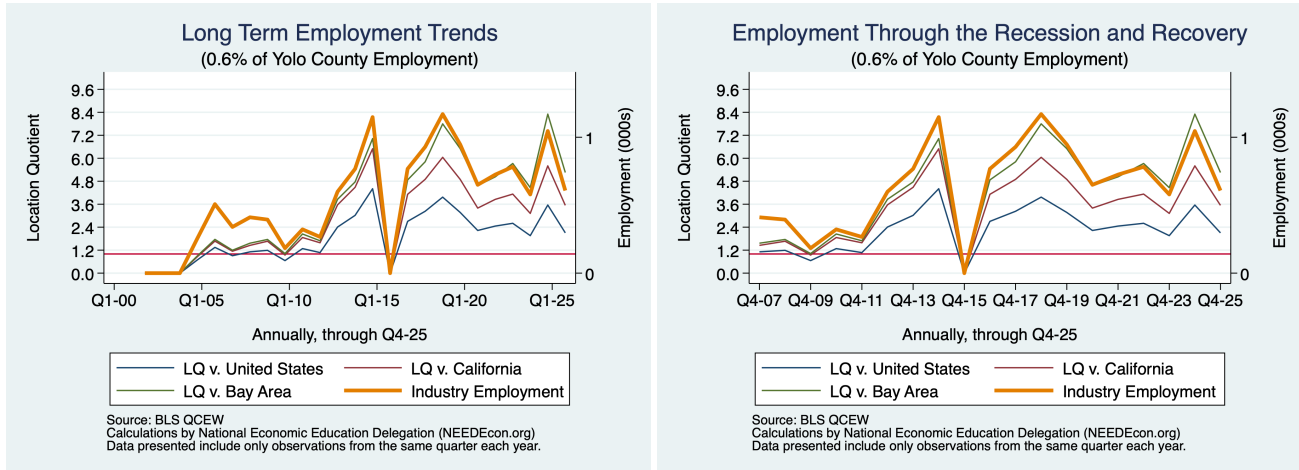 Long Term Employment Trends
(0.6% of Yolo County Employment)
Location Quotient
9.6
8.4
7.2
6.0
4.8
3.6
2.4
1.2
0.0
1
0
Employment (000s)
Q1-00 Q1-05 Q1-10 Q1-15 Q1-20 Q1-25
Annually, through Q4-25
LQ v. United States LQ v. California
LQ v. Bay Area Industry Employment
Source: BLS QCEW
Calculations by National Economic Education Delegation (NEEDEcon.org)
Data presented include only observations from the same quarter each year.
Employment Through the Recession and Recovery
(0.6% of Yolo County Employment)
Location Quotient
9.6
8.4
7.2
6.0
4.8
3.6
2.4
1.2
0.0
1
0
Employment (000s)
Q4-07 Q4-09 Q4-11 Q4-13 Q4-15 Q4-17 Q4-19 Q4-21 Q4-23 Q4-25
Annually, through Q4-25
LQ v. United States LQ v. California
LQ v. Bay Area Industry Employment
Source: BLS QCEW
Calculations by National Economic Education Delegation (NEEDEcon.org)
Data presented include only observations from the same quarter each year.